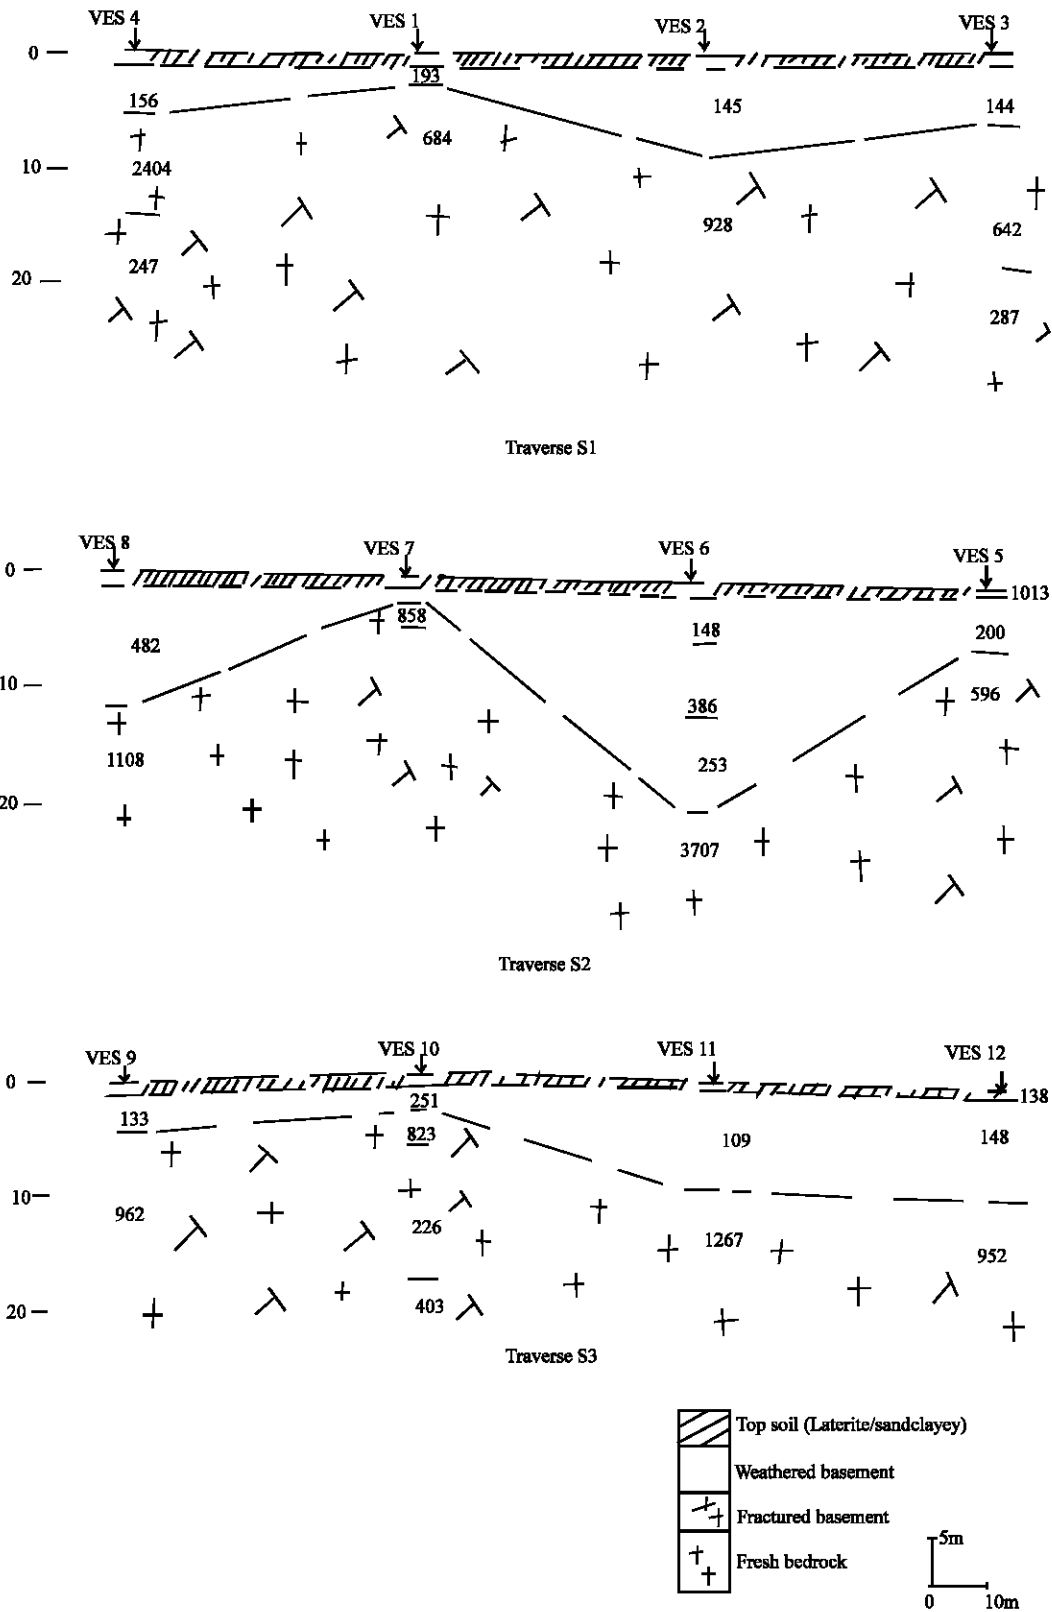 VES 4 VES 1 VES 2 VES 3
0
193
156 145 144
684
10 2404
928 642
247
20
287
Traverse S1
VES 8 VES 7 VES 6 VES 5
0
1013
858
482 148 200
10 596
386
1108 253
20
3707
Traverse S2
VES 9 VES 10 VES 11 VES 12
0
138
251
133 823 109 148
10
962 226 1267 952
20 403
Traverse S3
Top soil (Laterite/sandclayey)
Weathered basement
Fractured basement
5m
Fresh bedrock
0 10m